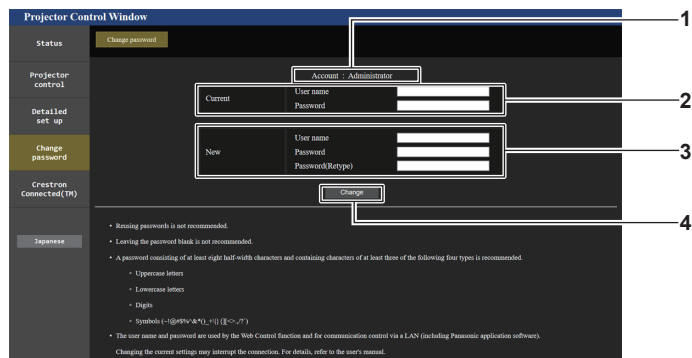 Projector Control Window
1
Status
Change password
Account : Administrator
Projector
control
Current
User name
Password
2
Detailed
set up
New
User name
Password
Password(Retype)
3
Change
password
Crestron
Connected(TM)
Change
4
Japanese
• Reusing passwords is not recommended.
• Leaving the password blank is not recommended.
• A password consisting of at least eight half-width characters and containing characters of at least three of the following four types is recommended.
Uppercase letters
Lowercase letters
Digits
Symbols (~!@#$%^&*()_+\|}{][<>.,/?`)
• The user name and password are used by the Web Control function and for communication control via a LAN (including Panasonic application software).
Changing the current settings may interrupt the connection. For details, refer to the user's manual.